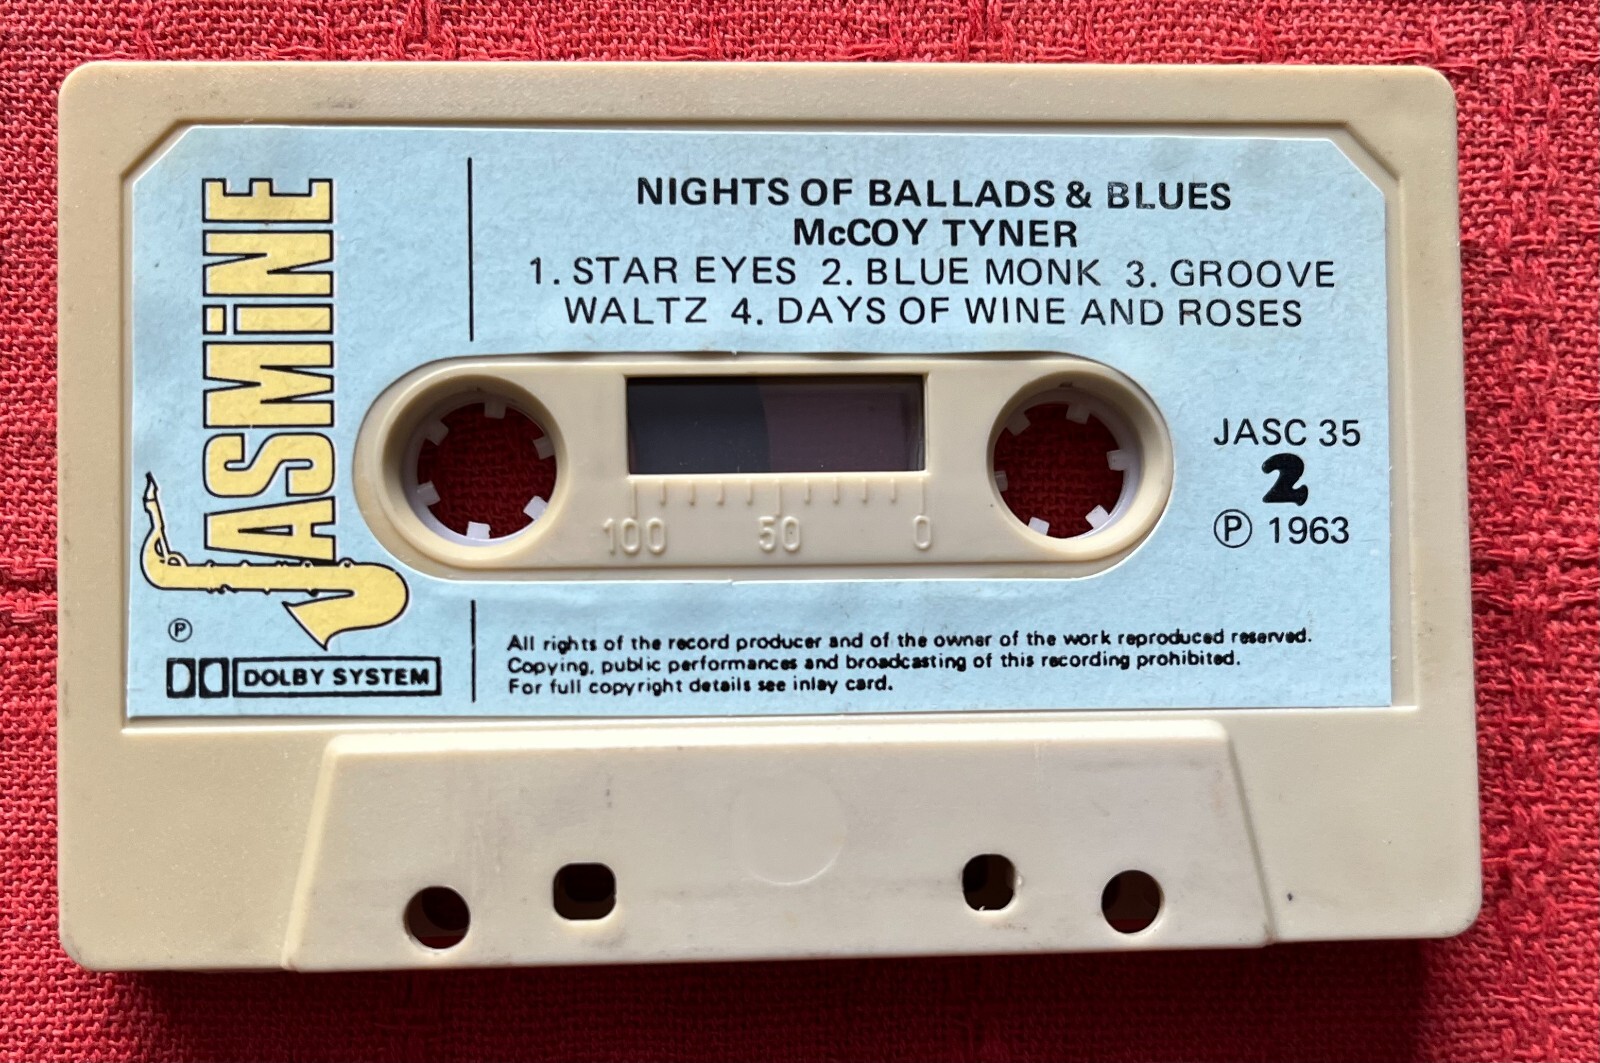 JASMiNE
NIGHTS OF BALLADS & BLUES
McCOY TYNER
1. STAR EYES 2. BLUE MONK 3. GROOVE
WALTZ 4. DAYS OF WINE AND ROSES
JASC 35
2
Ⓟ 1963
100 50 0
Ⓟ
DOLBY SYSTEM
All rights of the record producer and of the owner of the work reproduced reserved.
Copying, public performances and broadcasting of this recording prohibited.
For full copyright details see inlay card.